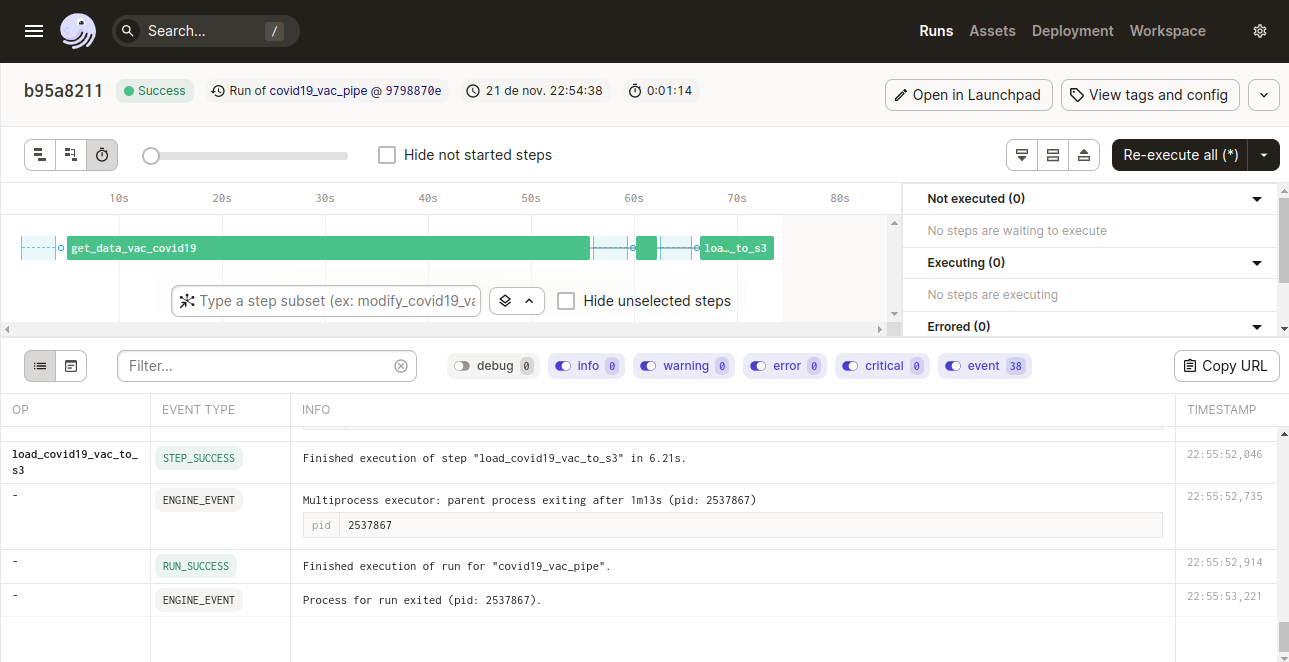 Search... /
Runs Assets Deployment Workspace
b95a8211 Success Run of covid19_vac_pipe @ 9798870e 21 de nov. 22:54:38 0:01:14 Open in Launchpad View tags and config
Hide not started steps Re-execute all (*)
10s 20s 30s 40s 50s 60s 70s 80s
Not executed (0)
No steps are waiting to execute
get_data_vac_covid19 loa…_to_s3
Executing (0)
No steps are executing
Type a step subset (ex: modify_covid19_va Hide unselected steps
Errored (0)
Filter... debug 0 info 0 warning 0 error 0 critical 0 event 38 Copy URL
OP EVENT TYPE INFO TIMESTAMP
load_covid19_vac_to_ STEP_SUCCESS Finished execution of step "load_covid19_vac_to_s3" in 6.21s. 22:55:52,046
s3
- ENGINE_EVENT Multiprocess executor: parent process exiting after 1m13s (pid: 2537867) 22:55:52,735
pid 2537867
- RUN_SUCCESS Finished execution of run for "covid19_vac_pipe". 22:55:52,914
- ENGINE_EVENT Process for run exited (pid: 2537867). 22:55:53,221